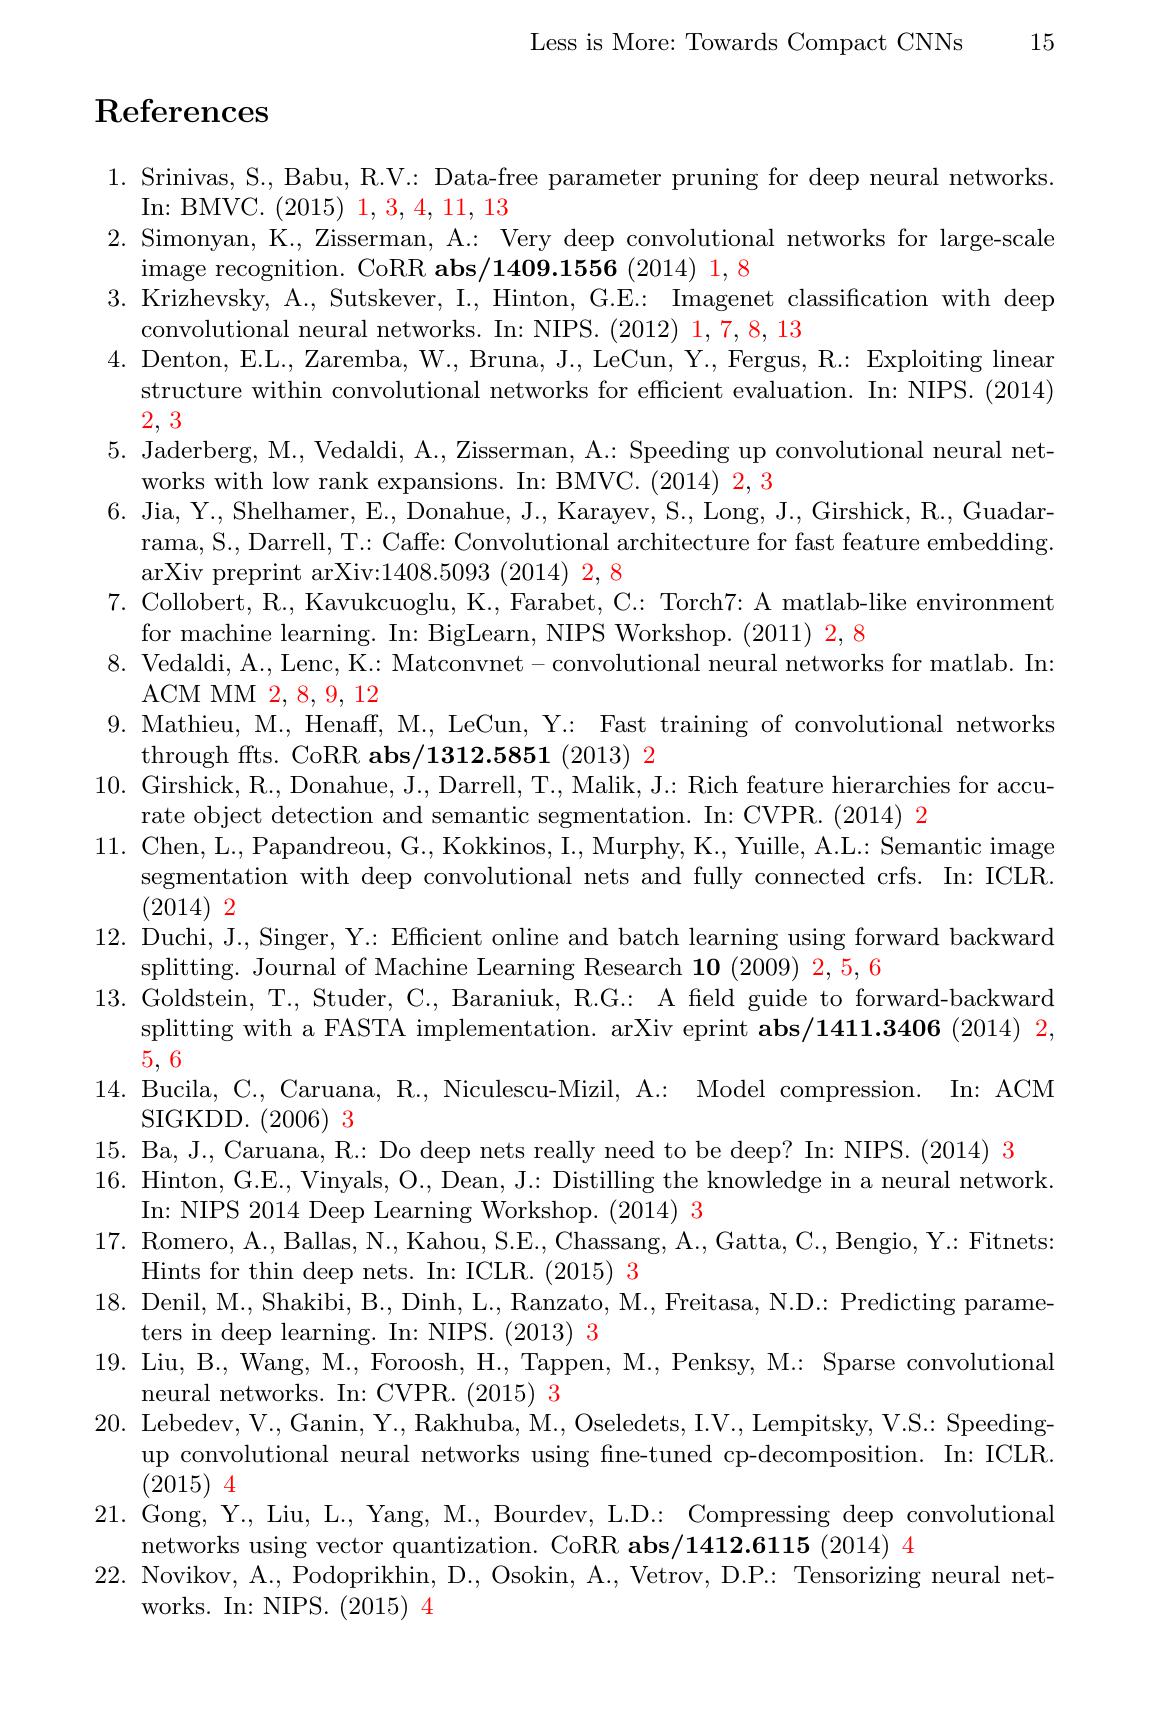 Less is More: Towards Compact CNNs 15
References
1. Srinivas, S., Babu, R.V.: Data-free parameter pruning for deep neural networks.
In: BMVC. (2015) 1, 3, 4, 11, 13
2. Simonyan, K., Zisserman, A.: Very deep convolutional networks for large-scale
image recognition. CoRR abs/1409.1556 (2014) 1, 8
3. Krizhevsky, A., Sutskever, I., Hinton, G.E.: Imagenet classification with deep
convolutional neural networks. In: NIPS. (2012) 1, 7, 8, 13
4. Denton, E.L., Zaremba, W., Bruna, J., LeCun, Y., Fergus, R.: Exploiting linear
structure within convolutional networks for efficient evaluation. In: NIPS. (2014)
2, 3
5. Jaderberg, M., Vedaldi, A., Zisserman, A.: Speeding up convolutional neural net-
works with low rank expansions. In: BMVC. (2014) 2, 3
6. Jia, Y., Shelhamer, E., Donahue, J., Karayev, S., Long, J., Girshick, R., Guadar-
rama, S., Darrell, T.: Caffe: Convolutional architecture for fast feature embedding.
arXiv preprint arXiv:1408.5093 (2014) 2, 8
7. Collobert, R., Kavukcuoglu, K., Farabet, C.: Torch7: A matlab-like environment
for machine learning. In: BigLearn, NIPS Workshop. (2011) 2, 8
8. Vedaldi, A., Lenc, K.: Matconvnet – convolutional neural networks for matlab. In:
ACM MM 2, 8, 9, 12
9. Mathieu, M., Henaff, M., LeCun, Y.: Fast training of convolutional networks
through ffts. CoRR abs/1312.5851 (2013) 2
10. Girshick, R., Donahue, J., Darrell, T., Malik, J.: Rich feature hierarchies for accu-
rate object detection and semantic segmentation. In: CVPR. (2014) 2
11. Chen, L., Papandreou, G., Kokkinos, I., Murphy, K., Yuille, A.L.: Semantic image
segmentation with deep convolutional nets and fully connected crfs. In: ICLR.
(2014) 2
12. Duchi, J., Singer, Y.: Efficient online and batch learning using forward backward
splitting. Journal of Machine Learning Research 10 (2009) 2, 5, 6
13. Goldstein, T., Studer, C., Baraniuk, R.G.: A field guide to forward-backward
splitting with a FASTA implementation. arXiv eprint abs/1411.3406 (2014) 2,
5, 6
14. Bucila, C., Caruana, R., Niculescu-Mizil, A.: Model compression. In: ACM
SIGKDD. (2006) 3
15. Ba, J., Caruana, R.: Do deep nets really need to be deep? In: NIPS. (2014) 3
16. Hinton, G.E., Vinyals, O., Dean, J.: Distilling the knowledge in a neural network.
In: NIPS 2014 Deep Learning Workshop. (2014) 3
17. Romero, A., Ballas, N., Kahou, S.E., Chassang, A., Gatta, C., Bengio, Y.: Fitnets:
Hints for thin deep nets. In: ICLR. (2015) 3
18. Denil, M., Shakibi, B., Dinh, L., Ranzato, M., Freitasa, N.D.: Predicting parame-
ters in deep learning. In: NIPS. (2013) 3
19. Liu, B., Wang, M., Foroosh, H., Tappen, M., Penksy, M.: Sparse convolutional
neural networks. In: CVPR. (2015) 3
20. Lebedev, V., Ganin, Y., Rakhuba, M., Oseledets, I.V., Lempitsky, V.S.: Speeding-
up convolutional neural networks using fine-tuned cp-decomposition. In: ICLR.
(2015) 4
21. Gong, Y., Liu, L., Yang, M., Bourdev, L.D.: Compressing deep convolutional
networks using vector quantization. CoRR abs/1412.6115 (2014) 4
22. Novikov, A., Podoprikhin, D., Osokin, A., Vetrov, D.P.: Tensorizing neural net-
works. In: NIPS. (2015) 4